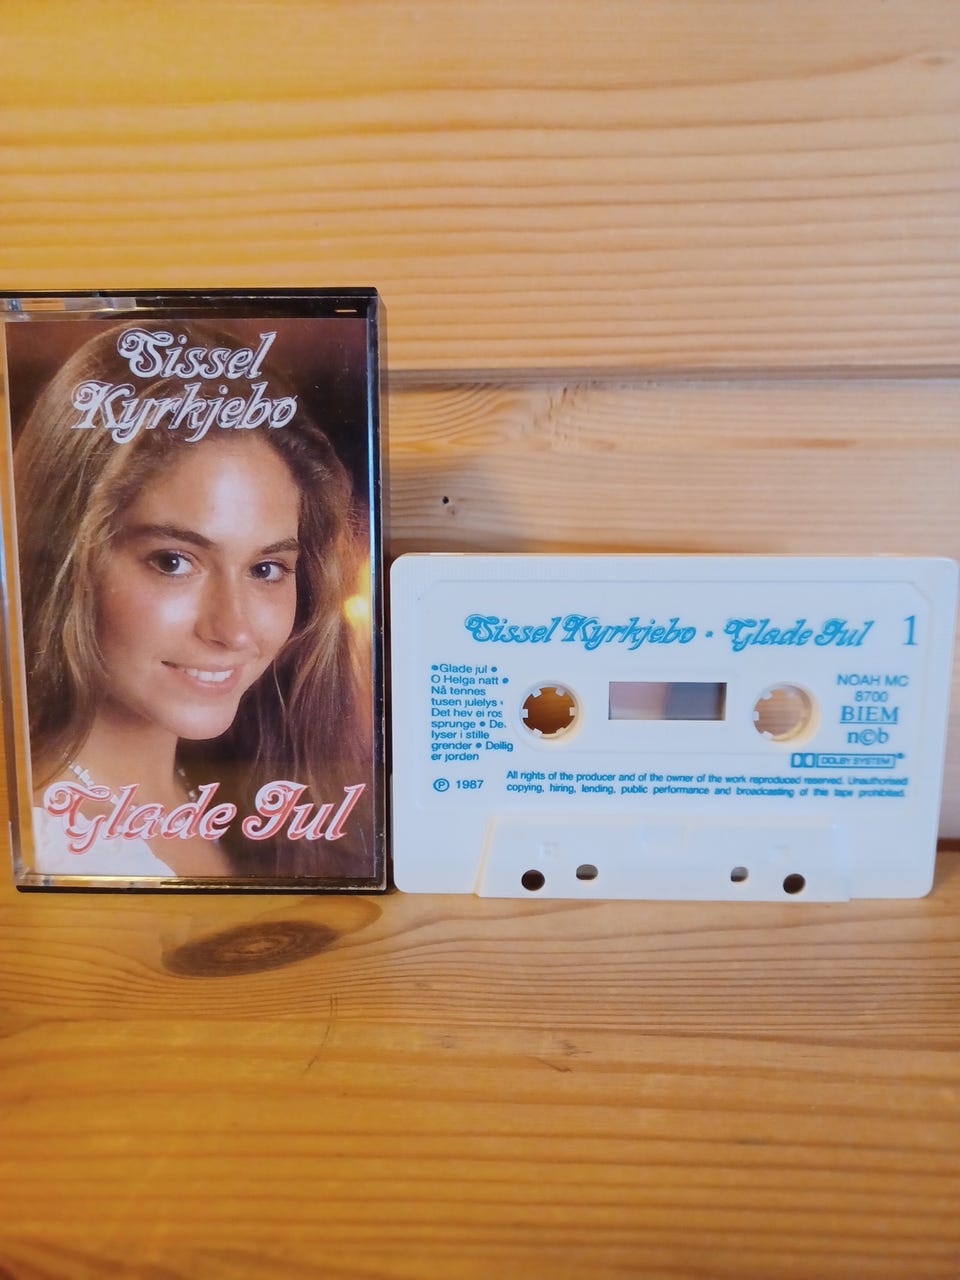 Sissel
Kyrkjebø
Glade Jul
Sissel Kyrkjebø • Glade Jul 1
•Glade jul •
O Helga natt •
Nå tennes
tusen julelys •
Det hev ei ros
sprunge • De
lyser i stille
grender • Deilig
er jorden
℗ 1987
NOAH MC
8700
BIEM
n©b
DOLBY SYSTEM®
All rights of the producer and of the owner of the work reproduced reserved. Unauthorised
copying, hiring, lending, public performance and broadcasting of this tape prohibited.